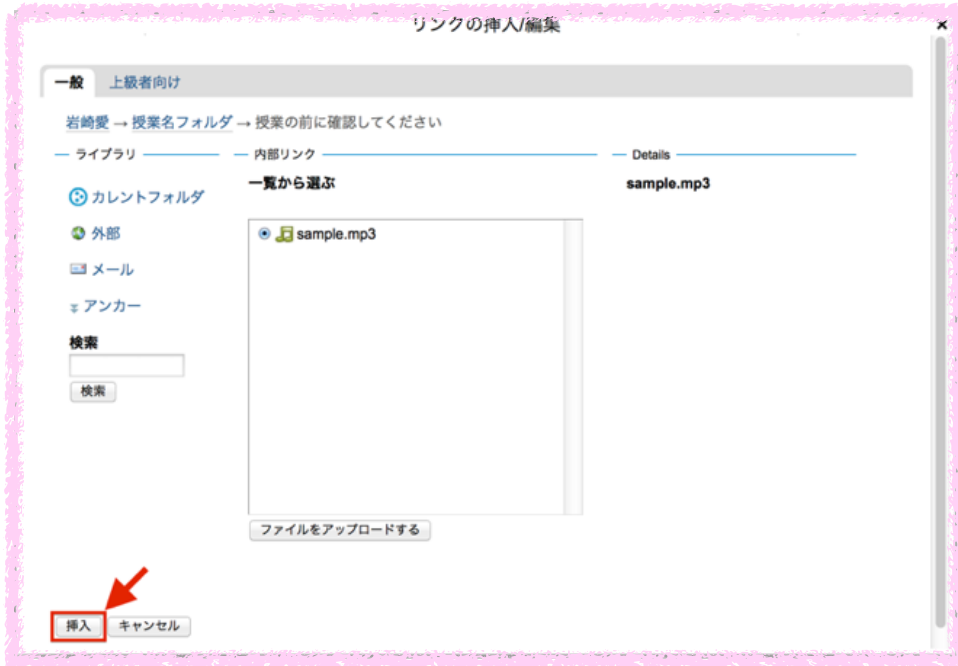 リンクの挿入/編集
一般 上級者向け
岩崎愛 → 授業名フォルダ → 授業の前に確認してください
ライブラリ
カレントフォルダ
外部
メール
アンカー
検索
検索
内部リンク
一覧から選ぶ
sample.mp3
ファイルをアップロードする
Details
sample.mp3
挿入 キャンセル